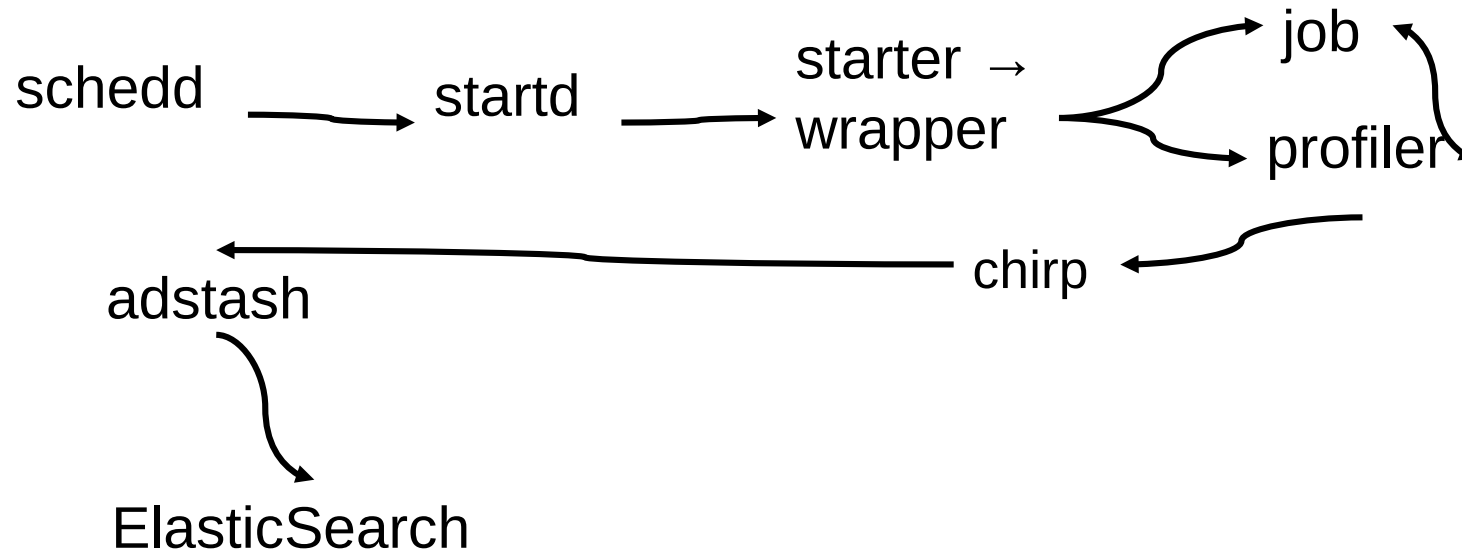 schedd
startd
starter →
wrapper
job
profiler
chirp
adstash
ElasticSearch